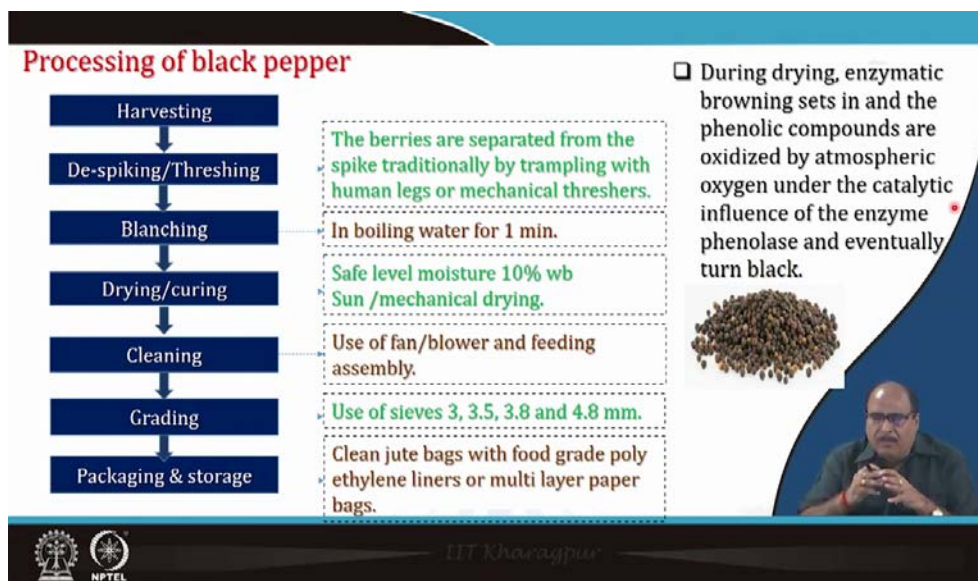 Processing of black pepper
Harvesting
De-spiking/Threshing
Blanching
Drying/curing
Cleaning
Grading
Packaging & storage
The berries are separated from the
spike traditionally by trampling with
human legs or mechanical threshers.
In boiling water for 1 min.
Safe level moisture 10% wb
Sun /mechanical drying.
Use of fan/blower and feeding
assembly.
Use of sieves 3, 3.5, 3.8 and 4.8 mm.
Clean jute bags with food grade poly
ethylene liners or multi layer paper
bags.
During drying, enzymatic
browning sets in and the
phenolic compounds are
oxidized by atmospheric
oxygen under the catalytic
influence of the enzyme
phenolase and eventually
turn black.
IIT Kharagpur
NPTEL